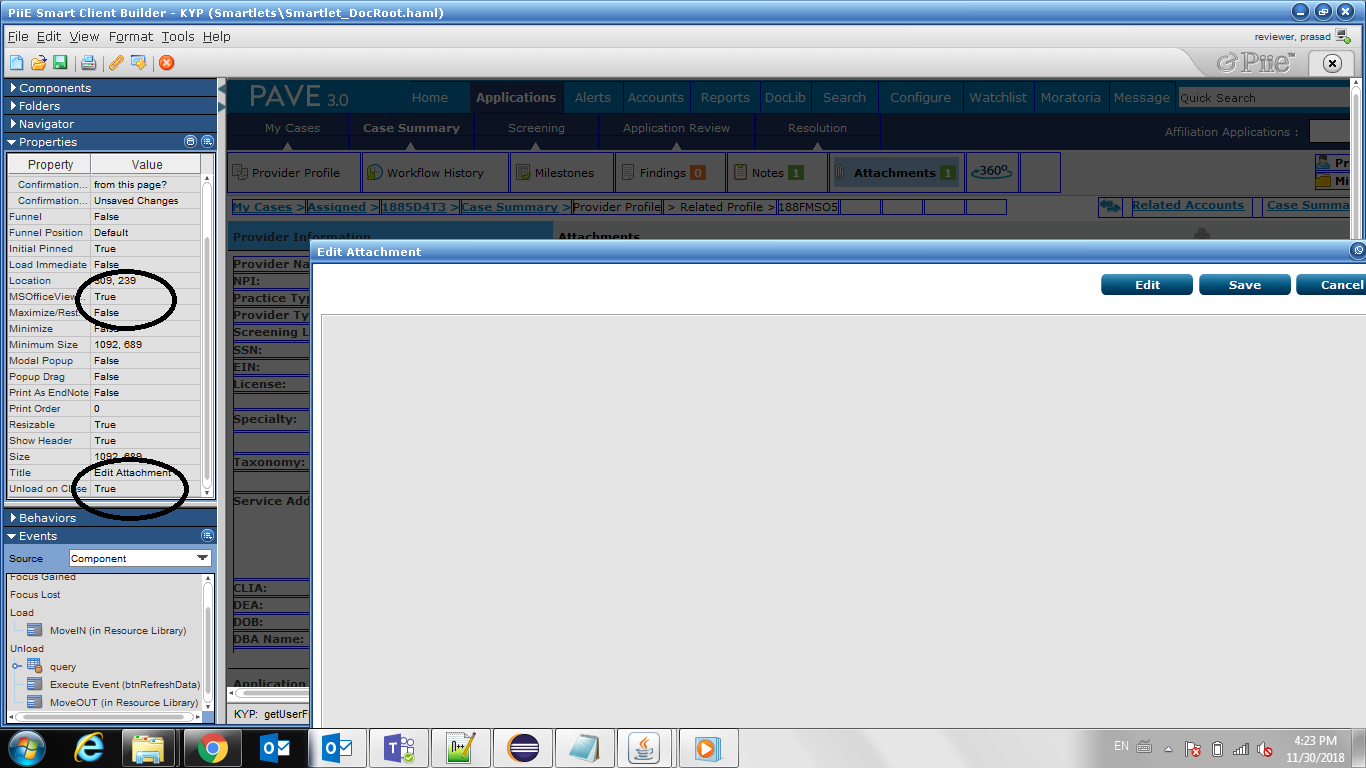 PiiE Smart Client Builder - KYP (Smartlets\Smartlet_DocRoot.haml)
File Edit View Format Tools Help
reviewer, prasad
Piie™
Components
Folders
Navigator
Properties
Property Value
Confirmation... from this page?
Confirmation... Unsaved Changes
Funnel False
Funnel Position Default
Initial Pinned True
Load Immediate False
Location 309, 239
MSOfficeView... True
Maximize/Rest... False
Minimize False
Minimum Size 1092, 689
Modal Popup False
Popup Drag False
Print As EndNote False
Print Order 0
Resizable True
Show Header True
Size 1092, 689
Title Edit Attachment
Unload on Close True
Behaviors
Events
Source Component
Focus Gained
Focus Lost
Load
MoveIN (in Resource Library)
Unload
query
Execute Event (btnRefreshData)
MoveOUT (in Resource Library)
PAVE 3.0
Home Applications Alerts Accounts Reports DocLib Search Configure Watchlist Moratoria Message Quick Search
My Cases Case Summary Screening Application Review Resolution Affiliation Applications :
Provider Profile Workflow History Milestones Findings 0 Notes 1 Attachments 1 360° Pr
Mi
My Cases > Assigned > 1885D4T3 > Case Summary > Provider Profile > Related Profile > 188FMSO5 Related Accounts Case Summa
Provider Information Attachments
Edit Attachment
Edit Save Cancel
Provider Na
NPI:
Practice Typ
Provider Ty
Screening L
SSN:
EIN:
License:
Specialty:
Taxonomy:
Service Add
CLIA:
DEA:
DOB:
DBA Name:
Application
KYP: getUserF
EN
4:23 PM
11/30/2018